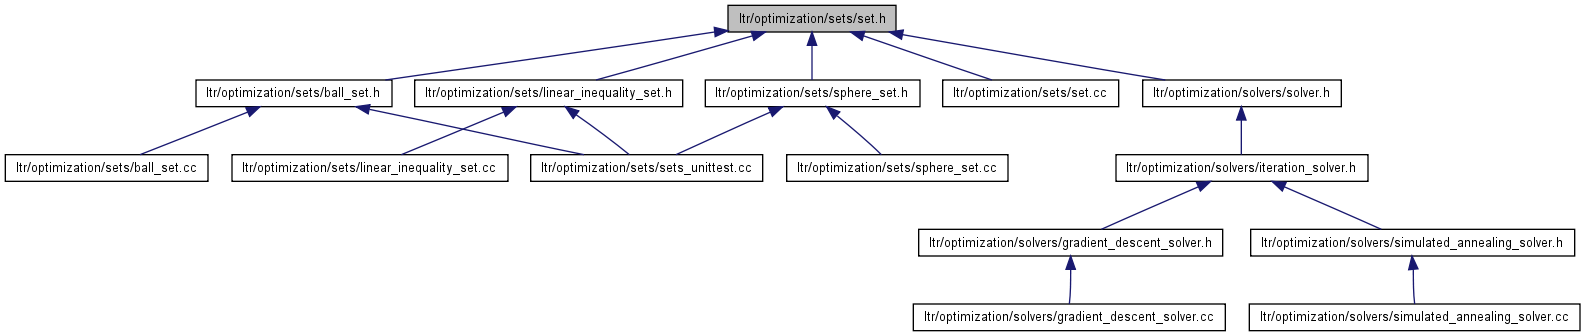 ltr/optimization/sets/set.h
ltr/optimization/sets/ball_set.h
ltr/optimization/sets/linear_inequality_set.h
ltr/optimization/sets/sphere_set.h
ltr/optimization/sets/set.cc
ltr/optimization/solvers/solver.h
ltr/optimization/sets/ball_set.cc
ltr/optimization/sets/linear_inequality_set.cc
ltr/optimization/sets/sets_unittest.cc
ltr/optimization/sets/sphere_set.cc
ltr/optimization/solvers/iteration_solver.h
ltr/optimization/solvers/gradient_descent_solver.h
ltr/optimization/solvers/simulated_annealing_solver.h
ltr/optimization/solvers/gradient_descent_solver.cc
ltr/optimization/solvers/simulated_annealing_solver.cc